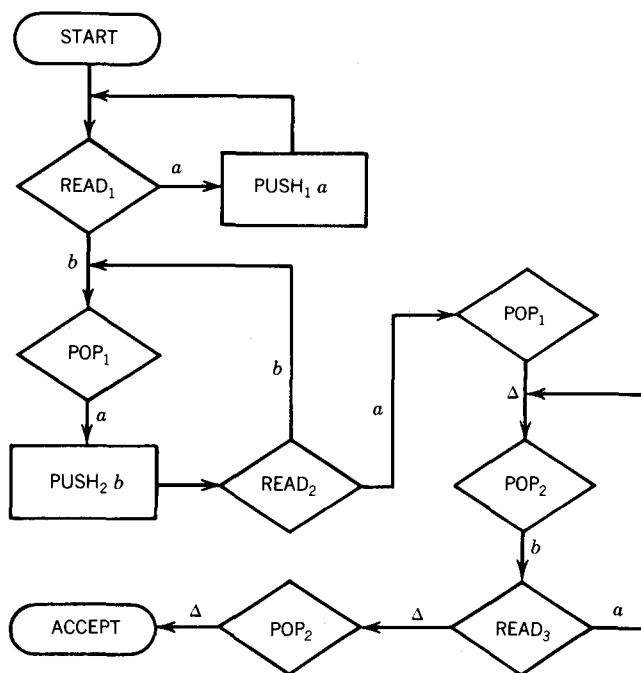 START
READ₁
a
PUSH₁ a
b
POP₁
a
PUSH₂ b
READ₂
b
a
POP₁
Δ
POP₂
b
READ₃
a
Δ
POP₂
Δ
ACCEPT